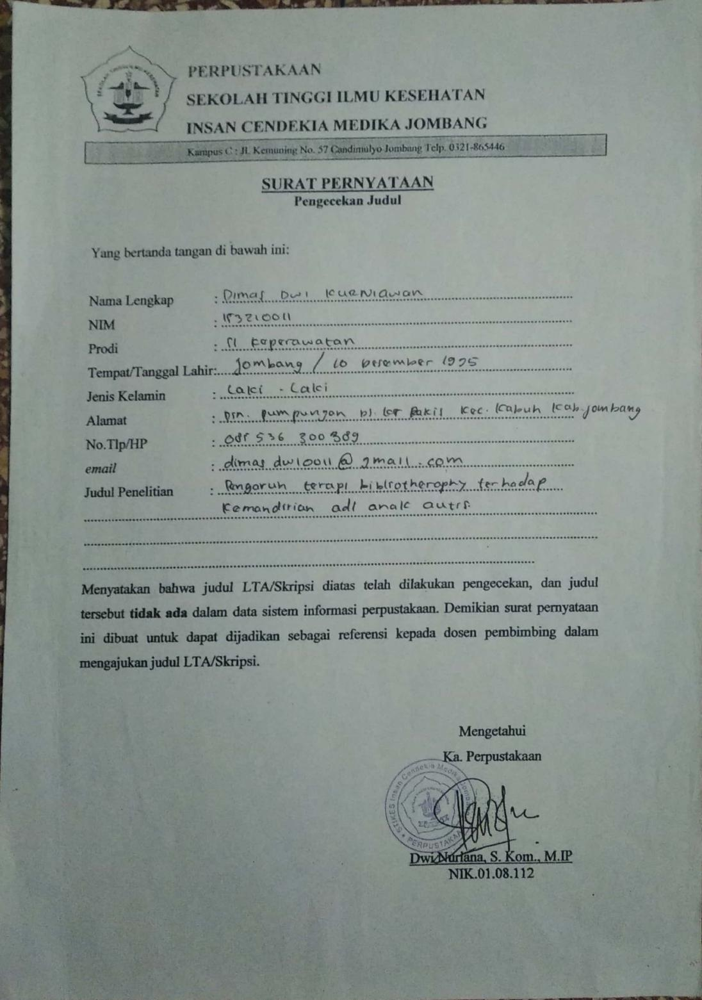 PERPUSTAKAAN
SEKOLAH TINGGI ILMU KESEHATAN
INSAN CENDEKIA MEDIKA JOMBANG
Kampus C : Jl. Kemuning No. 57 Candimulyo Jombang Telp. 0321-865446
SURAT PERNYATAAN
Pengecekan Judul
Yang bertanda tangan di bawah ini:
Nama Lengkap : Dimas Dwi Kurniawan
NIM : 153210011
Prodi : S1 Keperawatan
Tempat/Tanggal Lahir: Jombang / 10 Desember 1995
Jenis Kelamin : Laki - Laki
Alamat : Dsn. Pumpungan Kec. Kabuh Kab. Jombang
No.Tlp/HP : 085 536 300 389
email : dimasdwi0011@gmail.com
Judul Penelitian : Pengaruh terapi bibliotheraphy terhadap
Kemandirian adl anak autis.
Menyatakan bahwa judul LTA/Skripsi diatas telah dilakukan pengecekan, dan judul
tersebut tidak ada dalam data sistem informasi perpustakaan. Demikian surat pernyataan
ini dibuat untuk dapat dijadikan sebagai referensi kepada dosen pembimbing dalam
mengajukan judul LTA/Skripsi.
Mengetahui
Ka. Perpustakaan
STIKES Insan Cendekia Medika Jombang
PERPUSTAKAAN
Dwi Nuriana, S. Kom., M.IP
NIK.01.08.112